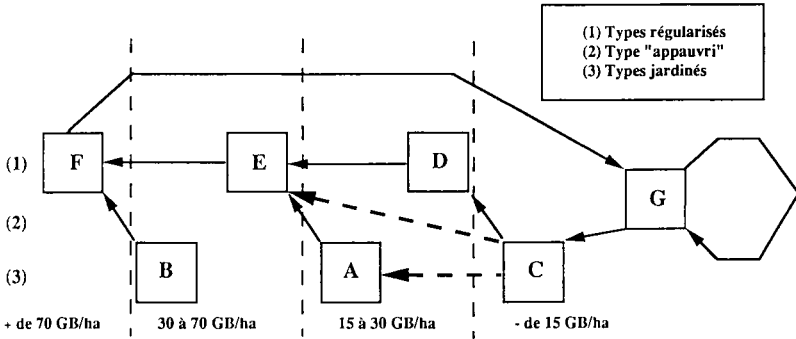 (1) Types régularisés
(2) Type "appauvri"
(3) Types jardinés
(1)
F
E
D
G
(2)
(3)
B
A
C
+ de 70 GB/ha
30 à 70 GB/ha
15 à 30 GB/ha
- de 15 GB/ha